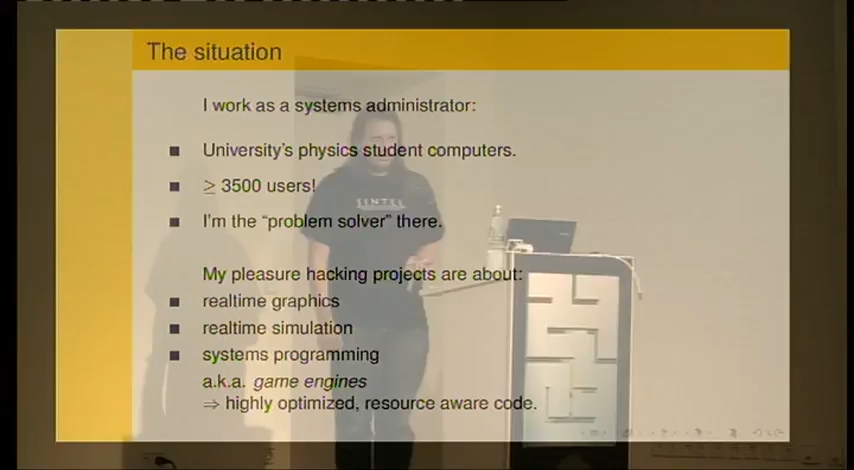 The situation
I work as a systems administrator:
University's physics student computers.
≥ 3500 users!
I'm the “problem solver” there.
My pleasure hacking projects are about:
realtime graphics
realtime simulation
systems programming
a.k.a. game engines
⇒ highly optimized, resource aware code.
SINTEL